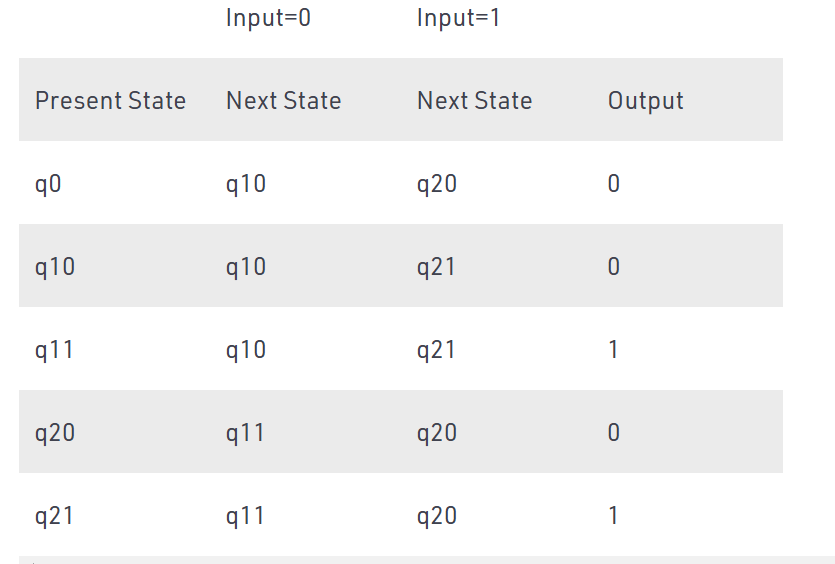 Input=0 Input=1
Present State Next State Next State Output
q0 q10 q20 0
q10 q10 q21 0
q11 q10 q21 1
q20 q11 q20 0
q21 q11 q20 1